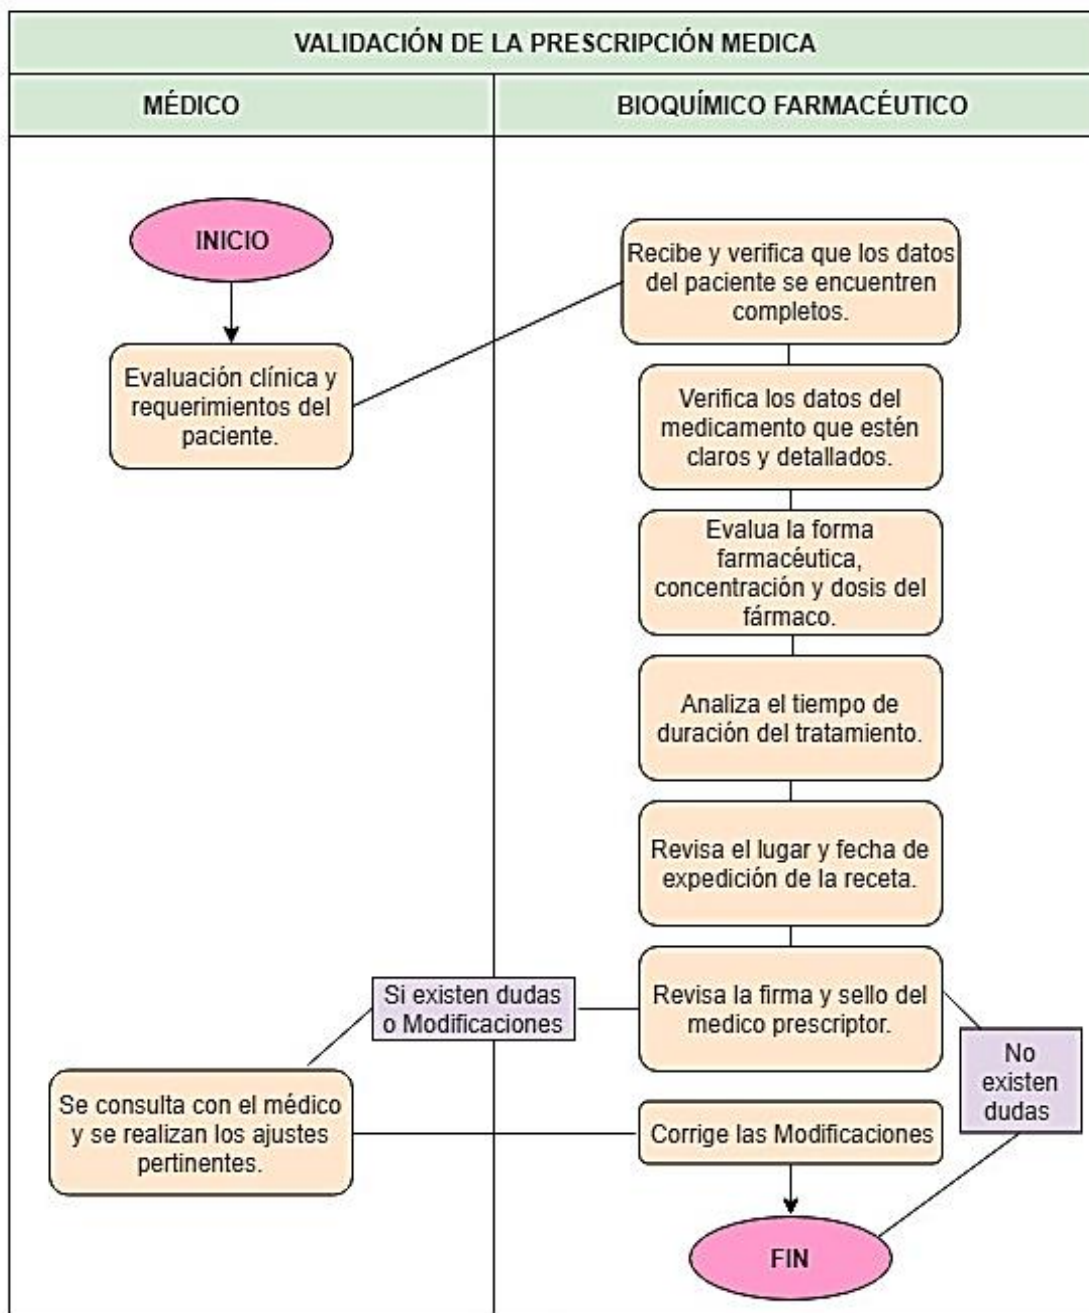 VALIDACIÓN DE LA PRESCRIPCIÓN MEDICA
MÉDICO
BIOQUÍMICO FARMACÉUTICO
INICIO
Evaluación clínica y
requerimientos del
paciente.
Recibe y verifica que los datos
del paciente se encuentren
completos.
Verifica los datos del
medicamento que estén
claros y detallados.
Evalua la forma
farmacéutica,
concentración y dosis del
fármaco.
Analiza el tiempo de
duración del tratamiento.
Revisa el lugar y fecha de
expedición de la receta.
Revisa la firma y sello del
medico prescriptor.
Si existen dudas
o Modificaciones
No
existen
dudas
Se consulta con el médico
y se realizan los ajustes
pertinentes.
Corrige las Modificaciones
FIN